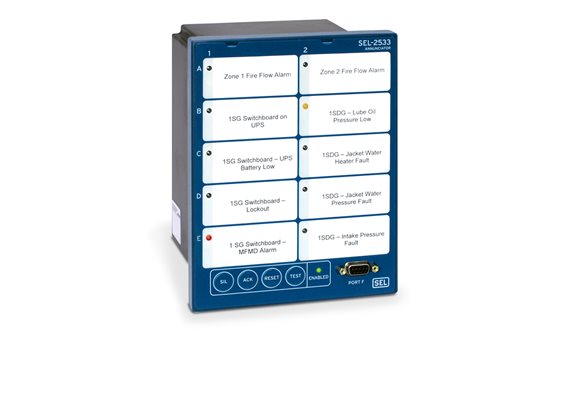 SEL-2533
ANNUNCIATOR
1 2
A Zone 1 Fire Flow Alarm
Zone 2 Fire Flow Alarm
B 1SG Switchboard on
UPS
1SDG – Lube Oil
Pressure Low
C 1SG Switchboard – UPS
Battery Low
1SDG – Jacket Water
Heater Fault
D 1SG Switchboard –
Lockout
1SDG – Jacket Water
Pressure Fault
E 1 SG Switchboard –
MFMD Alarm
1SDG – Intake Pressure
Fault
SIL ACK RESET TEST ENABLED
PORT F SEL